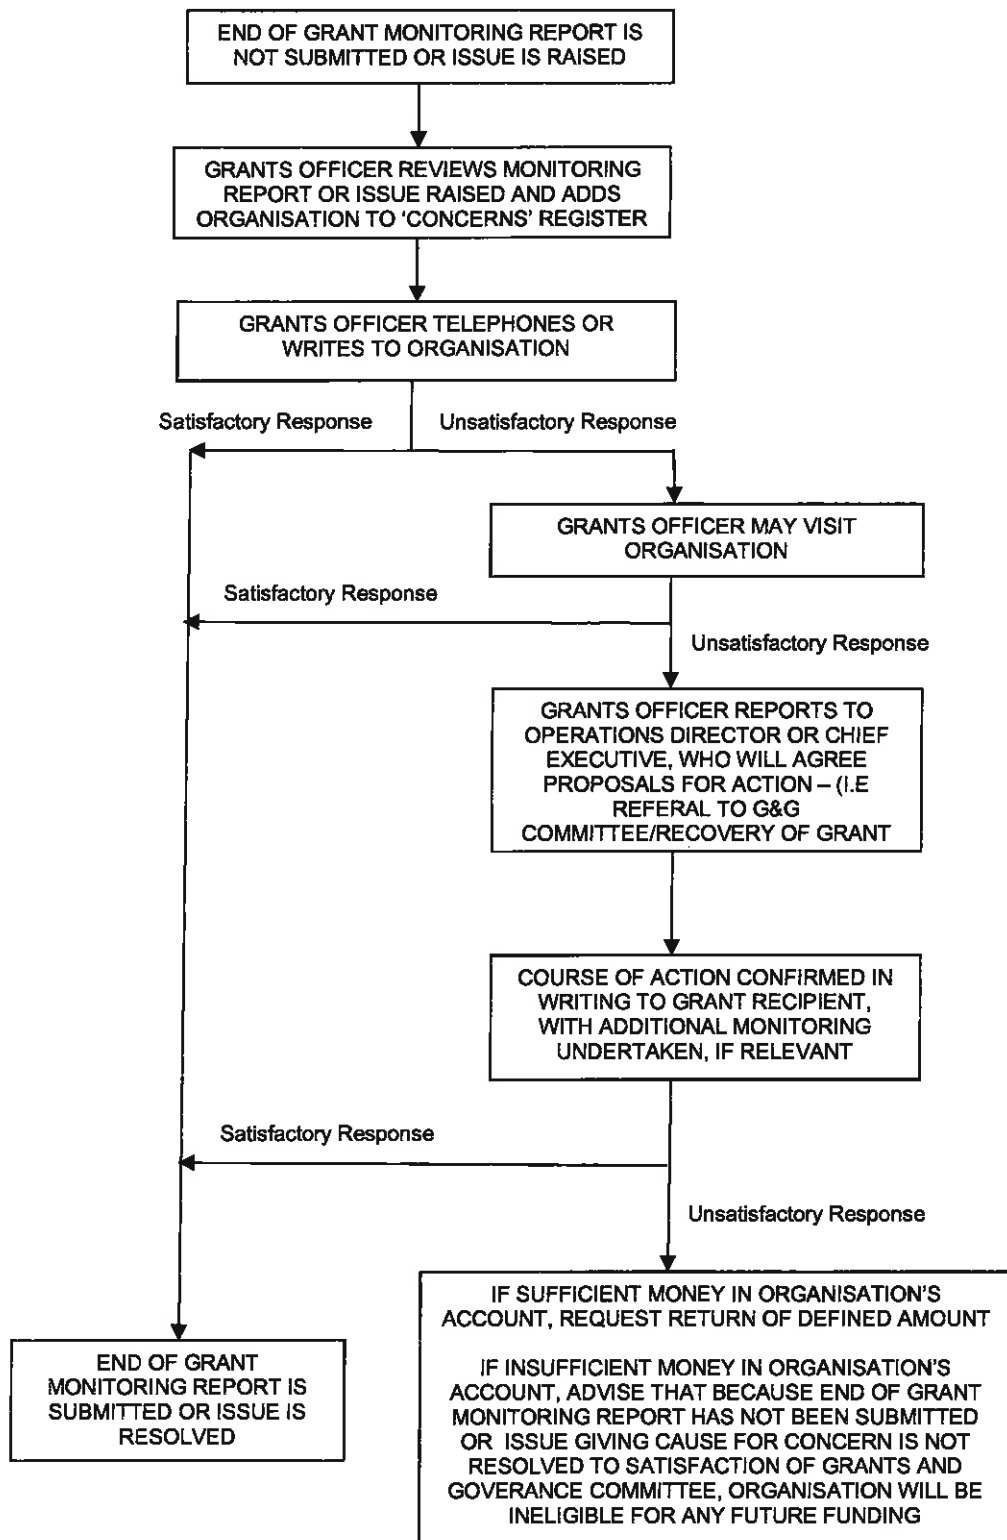 END OF GRANT MONITORING REPORT IS
NOT SUBMITTED OR ISSUE IS RAISED
GRANTS OFFICER REVIEWS MONITORING
REPORT OR ISSUE RAISED AND ADDS
ORGANISATION TO ‘CONCERNS’ REGISTER
GRANTS OFFICER TELEPHONES OR
WRITES TO ORGANISATION
Satisfactory Response
Unsatisfactory Response
GRANTS OFFICER MAY VISIT
ORGANISATION
Satisfactory Response
Unsatisfactory Response
GRANTS OFFICER REPORTS TO
OPERATIONS DIRECTOR OR CHIEF
EXECUTIVE, WHO WILL AGREE
PROPOSALS FOR ACTION – (I.E
REFERAL TO G&G
COMMITTEE/RECOVERY OF GRANT
COURSE OF ACTION CONFIRMED IN
WRITING TO GRANT RECIPIENT,
WITH ADDITIONAL MONITORING
UNDERTAKEN, IF RELEVANT
Satisfactory Response
Unsatisfactory Response
END OF GRANT
MONITORING REPORT IS
SUBMITTED OR ISSUE IS
RESOLVED
IF SUFFICIENT MONEY IN ORGANISATION'S
ACCOUNT, REQUEST RETURN OF DEFINED AMOUNT
IF INSUFFICIENT MONEY IN ORGANISATION'S
ACCOUNT, ADVISE THAT BECAUSE END OF GRANT
MONITORING REPORT HAS NOT BEEN SUBMITTED
OR ISSUE GIVING CAUSE FOR CONCERN IS NOT
RESOLVED TO SATISFACTION OF GRANTS AND
GOVERANCE COMMITTEE, ORGANISATION WILL BE
INELIGIBLE FOR ANY FUTURE FUNDING